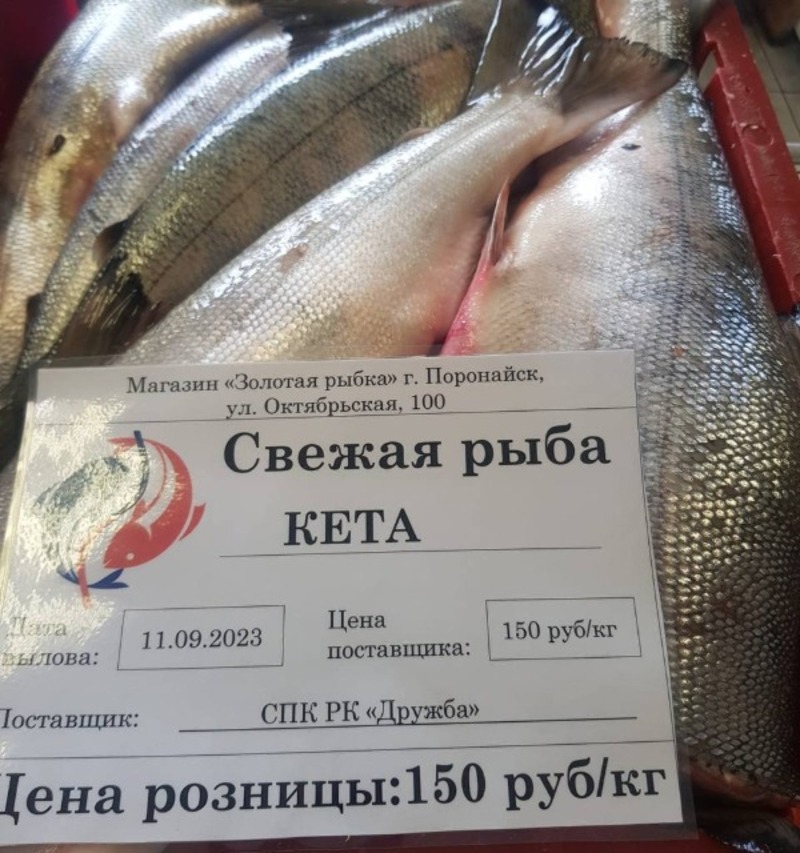 Магазин «Золотая рыбка» г. Поронайск,
ул. Октябрьская, 100
Свежая рыба
КЕТА
Дата вылова: 11.09.2023
Цена поставщика: 150 руб/кг
Поставщик: СПК РК «Дружба»
Цена розницы:150 руб/кг